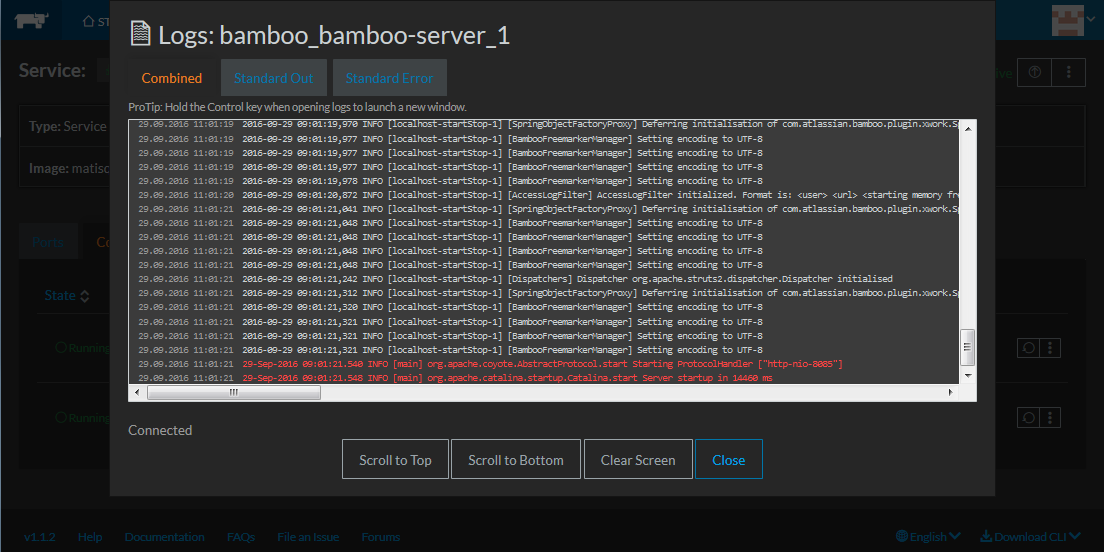 ST
Service:
ive
Type: Service
Image: matisc
Ports
Co
State
Running
Running
Logs: bamboo_bamboo-server_1
Combined
Standard Out
Standard Error
ProTip: Hold the Control key when opening logs to launch a new window.
29.09.2016 11:01:19 2016-09-29 09:01:19,970 INFO [localhost-startStop-1] [SpringObjectFactoryProxy] Deferring initialisation of com.atlassian.bamboo.plugin.xwork.Sp
29.09.2016 11:01:19 2016-09-29 09:01:19,977 INFO [localhost-startStop-1] [BambooFreemarkerManager] Setting encoding to UTF-8
29.09.2016 11:01:19 2016-09-29 09:01:19,977 INFO [localhost-startStop-1] [BambooFreemarkerManager] Setting encoding to UTF-8
29.09.2016 11:01:19 2016-09-29 09:01:19,977 INFO [localhost-startStop-1] [BambooFreemarkerManager] Setting encoding to UTF-8
29.09.2016 11:01:19 2016-09-29 09:01:19,978 INFO [localhost-startStop-1] [BambooFreemarkerManager] Setting encoding to UTF-8
29.09.2016 11:01:20 2016-09-29 09:01:20,872 INFO [localhost-startStop-1] [AccessLogFilter] AccessLogFilter initialized. Format is: <user> <url> <starting memory fre
29.09.2016 11:01:21 2016-09-29 09:01:21,041 INFO [localhost-startStop-1] [SpringObjectFactoryProxy] Deferring initialisation of com.atlassian.bamboo.plugin.xwork.Sp
29.09.2016 11:01:21 2016-09-29 09:01:21,048 INFO [localhost-startStop-1] [BambooFreemarkerManager] Setting encoding to UTF-8
29.09.2016 11:01:21 2016-09-29 09:01:21,048 INFO [localhost-startStop-1] [BambooFreemarkerManager] Setting encoding to UTF-8
29.09.2016 11:01:21 2016-09-29 09:01:21,048 INFO [localhost-startStop-1] [BambooFreemarkerManager] Setting encoding to UTF-8
29.09.2016 11:01:21 2016-09-29 09:01:21,048 INFO [localhost-startStop-1] [BambooFreemarkerManager] Setting encoding to UTF-8
29.09.2016 11:01:21 2016-09-29 09:01:21,242 INFO [localhost-startStop-1] [Dispatchers] Dispatcher org.apache.struts2.dispatcher.Dispatcher initialised
29.09.2016 11:01:21 2016-09-29 09:01:21,312 INFO [localhost-startStop-1] [SpringObjectFactoryProxy] Deferring initialisation of com.atlassian.bamboo.plugin.xwork.Sp
29.09.2016 11:01:21 2016-09-29 09:01:21,320 INFO [localhost-startStop-1] [BambooFreemarkerManager] Setting encoding to UTF-8
29.09.2016 11:01:21 2016-09-29 09:01:21,321 INFO [localhost-startStop-1] [BambooFreemarkerManager] Setting encoding to UTF-8
29.09.2016 11:01:21 2016-09-29 09:01:21,321 INFO [localhost-startStop-1] [BambooFreemarkerManager] Setting encoding to UTF-8
29.09.2016 11:01:21 2016-09-29 09:01:21,321 INFO [localhost-startStop-1] [BambooFreemarkerManager] Setting encoding to UTF-8
29.09.2016 11:01:21 29-Sep-2016 09:01:21.540 INFO [main] org.apache.coyote.AbstractProtocol.start Starting ProtocolHandler ["http-nio-8085"]
29.09.2016 11:01:21 29-Sep-2016 09:01:21.548 INFO [main] org.apache.catalina.startup.Catalina.start Server startup in 14460 ms
Connected
Scroll to Top
Scroll to Bottom
Clear Screen
Close
v1.1.2
Help
Documentation
FAQs
File an Issue
Forums
English
Download CLI